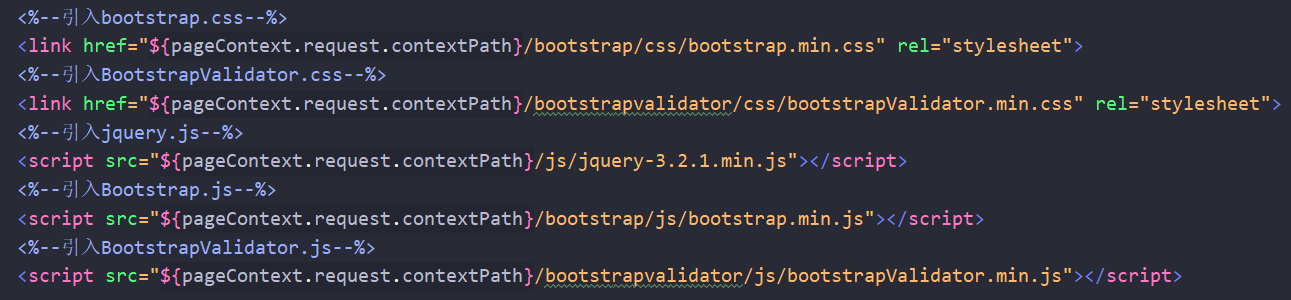 <%--引入bootstrap.css--%>
<link href="${pageContext.request.contextPath}/bootstrap/css/bootstrap.min.css" rel="stylesheet">
<%--引入BootstrapValidator.css--%>
<link href="${pageContext.request.contextPath}/bootstrapvalidator/css/bootstrapValidator.min.css" rel="stylesheet">
<%--引入jquery.js--%>
<script src="${pageContext.request.contextPath}/js/jquery-3.2.1.min.js"></script>
<%--引入Bootstrap.js--%>
<script src="${pageContext.request.contextPath}/bootstrap/js/bootstrap.min.js"></script>
<%--引入BootstrapValidator.js--%>
<script src="${pageContext.request.contextPath}/bootstrapvalidator/js/bootstrapValidator.min.js"></script>